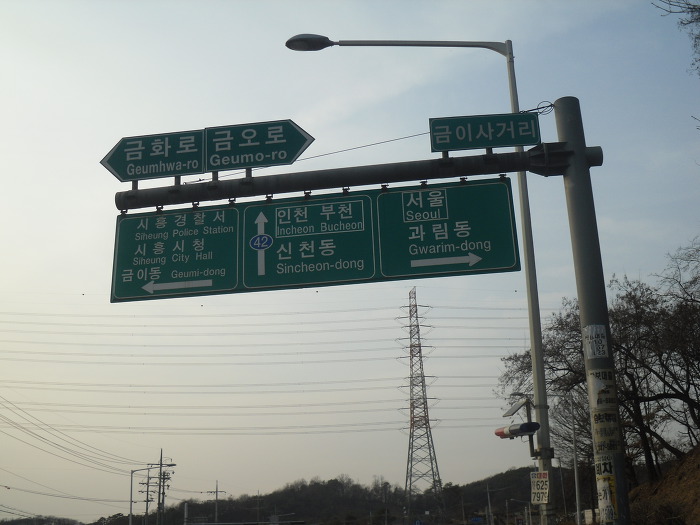 금화로
Geumhwa-ro
금오로
Geumo-ro
금이사거리
시흥경찰서
Siheung Police Station
시흥시청
Siheung City Hall
금이동 Geumi-dong
42
인천 부천
Incheon Bucheon
신천동
Sincheon-dong
서울
Seoul
과림동
Gwarim-dong
625
7979